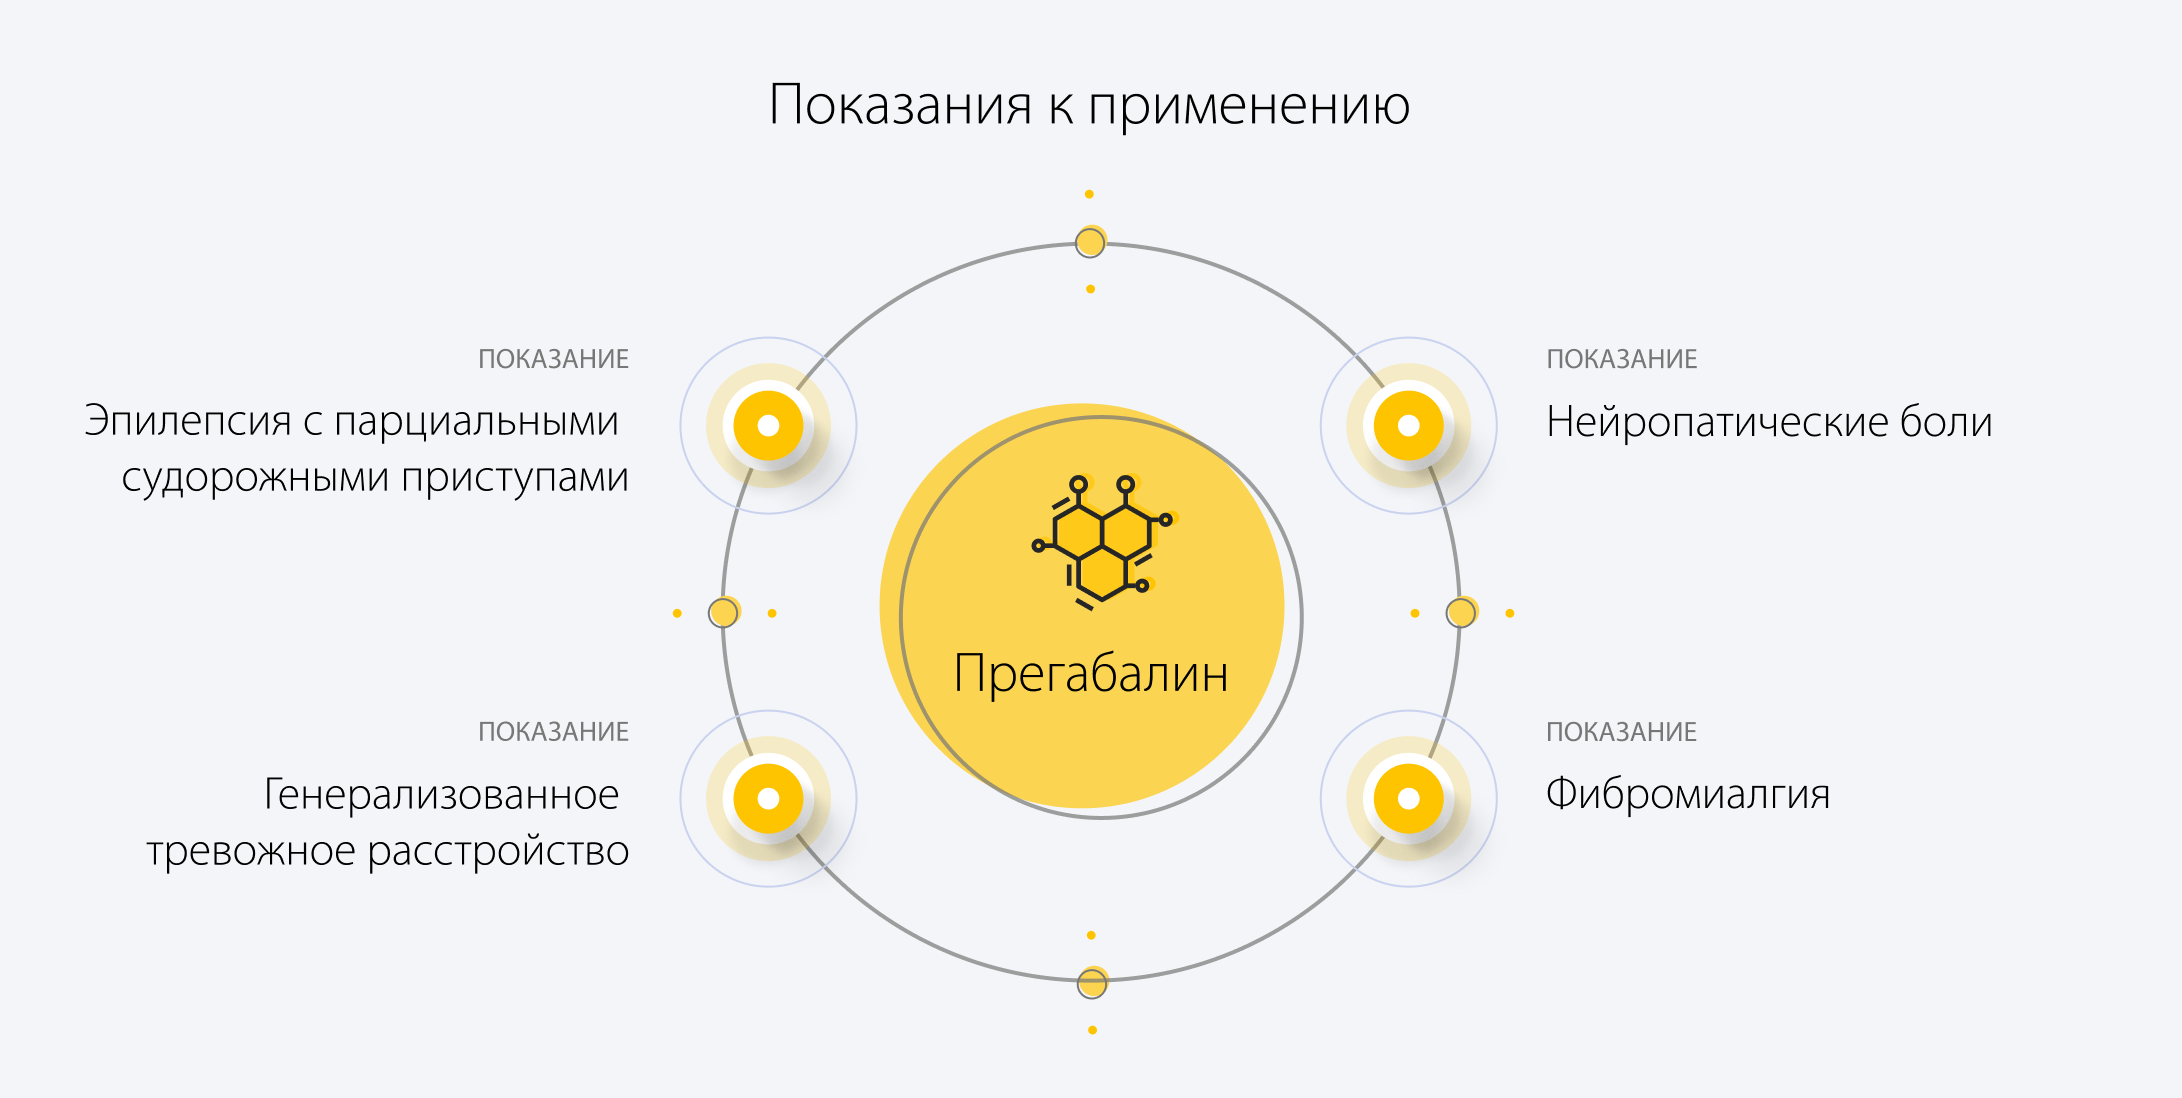 Показания к применению
ПОКАЗАНИЕ
Эпилепсия с парциальными
судорожными приступами
ПОКАЗАНИЕ
Нейропатические боли
Прегабалин
ПОКАЗАНИЕ
Генерализованное
тревожное расстройство
ПОКАЗАНИЕ
Фибромиалгия